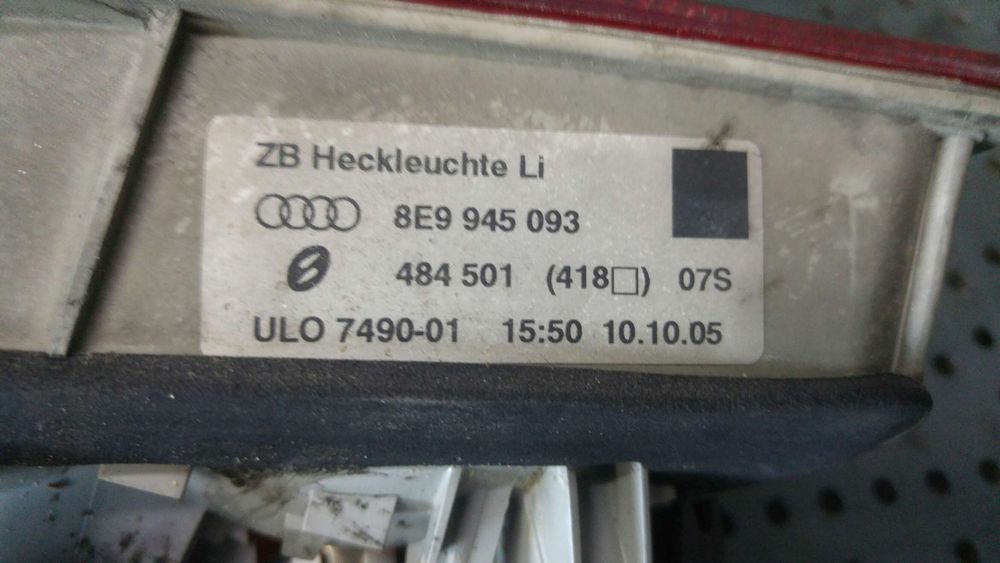 ZB Heckleuchte Li
8E9 945 093
484 501 (418□) 07S
ULO 7490-01 15:50 10.10.05